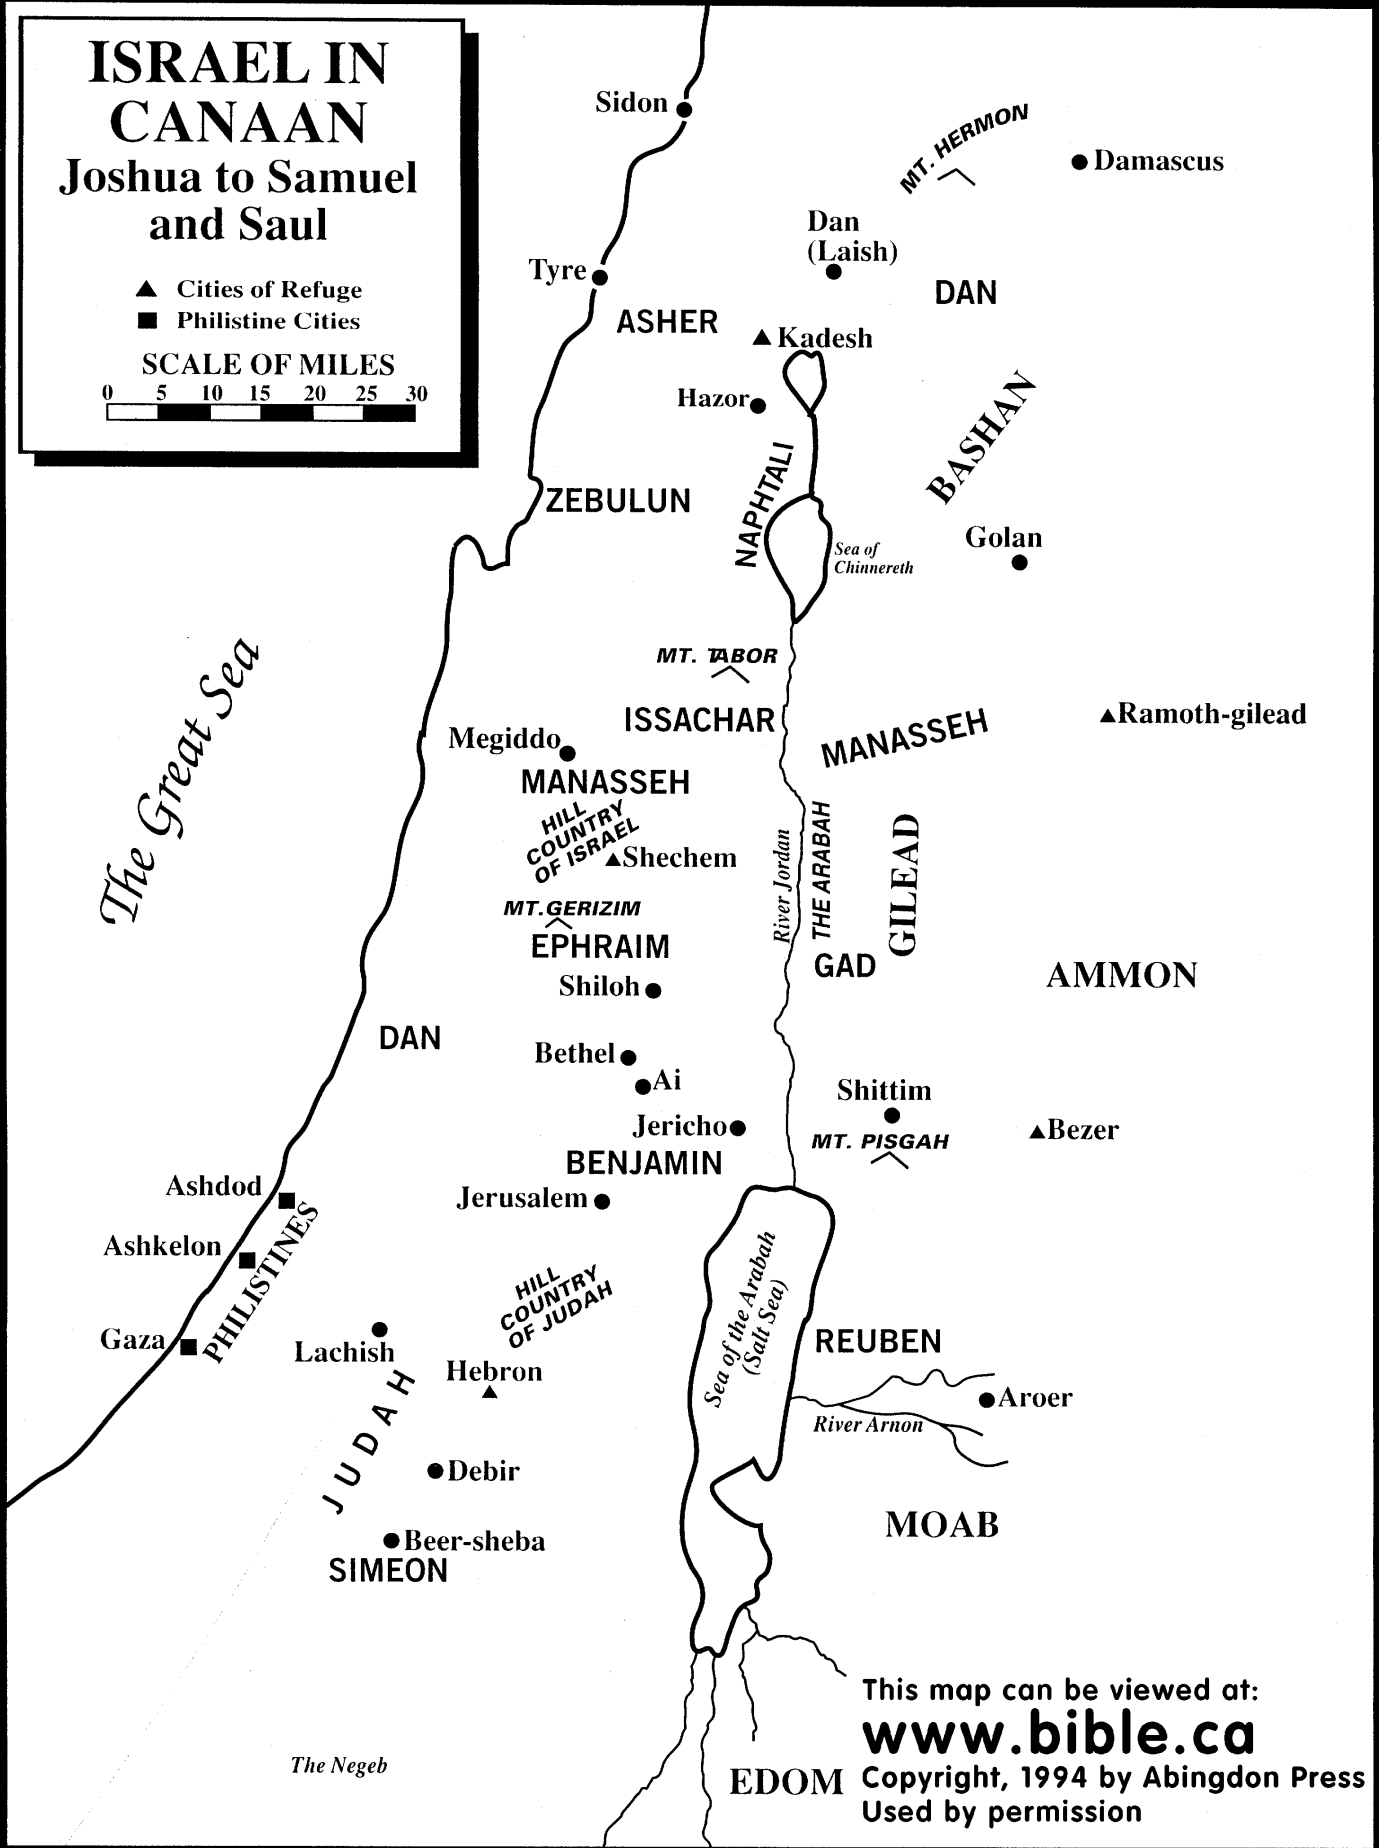 ISRAEL IN
CANAAN
Joshua to Samuel
and Saul
Cities of Refuge
Philistine Cities
SCALE OF MILES
0 5 10 15 20 25 30
Sidon
MT. HERMON
Damascus
Dan
(Laish)
Tyre
DAN
ASHER
Kadesh
Hazor
BASHAN
NAPHTALI
ZEBULUN
Golan
Sea of
Chinnereth
The Great Sea
MT. TABOR
ISSACHAR
MANASSEH
Ramoth-gilead
Megiddo
MANASSEH
HILL
COUNTRY
OF ISRAEL
Shechem
River Jordan
THE ARABAH
GILEAD
MT. GERIZIM
EPHRAIM
GAD
AMMON
Shiloh
DAN
Bethel
Ai
Shittim
Jericho
MT. PISGAH
Bezer
BENJAMIN
Ashdod
Jerusalem
Ashkelon
PHILISTINES
Sea of the Arabah
(Salt Sea)
HILL
COUNTRY
OF JUDAH
Gaza
Lachish
REUBEN
Hebron
JUDAH
Aroer
River Arnon
Debir
MOAB
Beer-sheba
SIMEON
The Negeb
EDOM
This map can be viewed at:
www.bible.ca
Copyright, 1994 by Abingdon Press
Used by permission